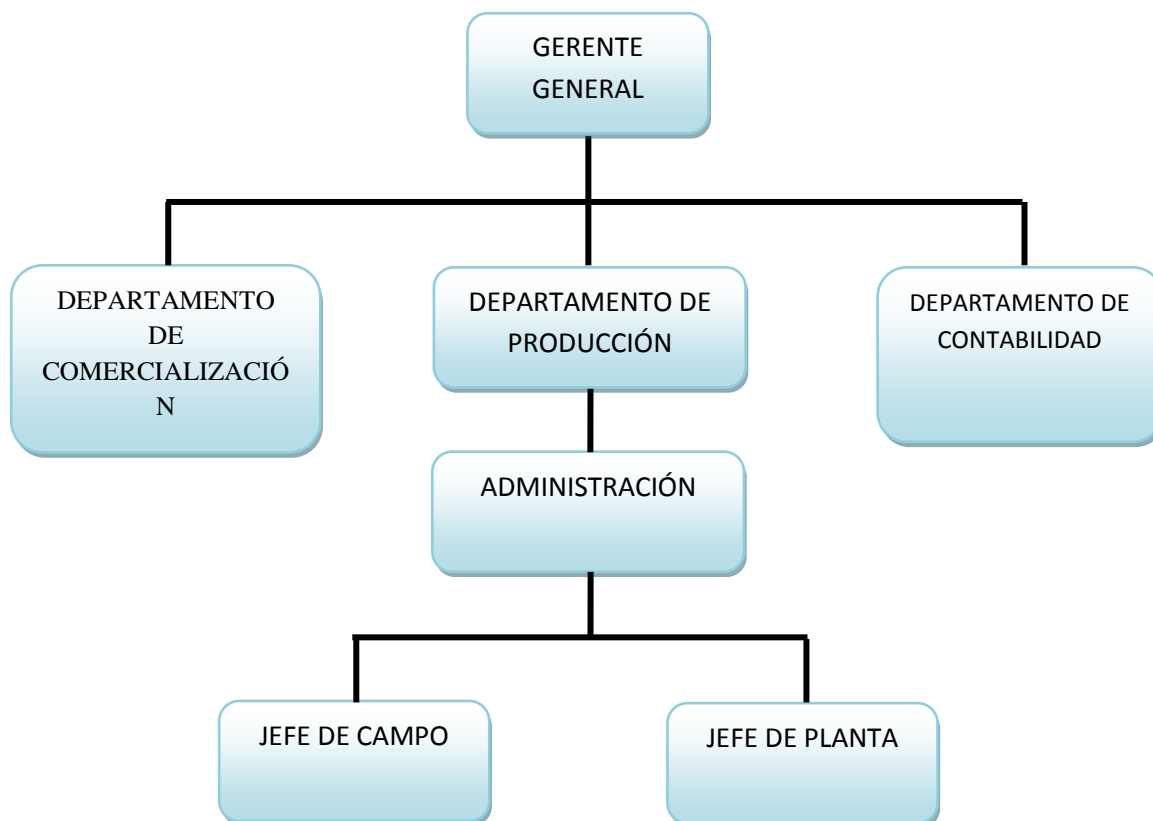 GERENTE
GENERAL
DEPARTAMENTO
DE
COMERCIALIZACIÓ
N
DEPARTAMENTO DE
PRODUCCIÓN
DEPARTAMENTO DE
CONTABILIDAD
ADMINISTRACIÓN
JEFE DE CAMPO
JEFE DE PLANTA